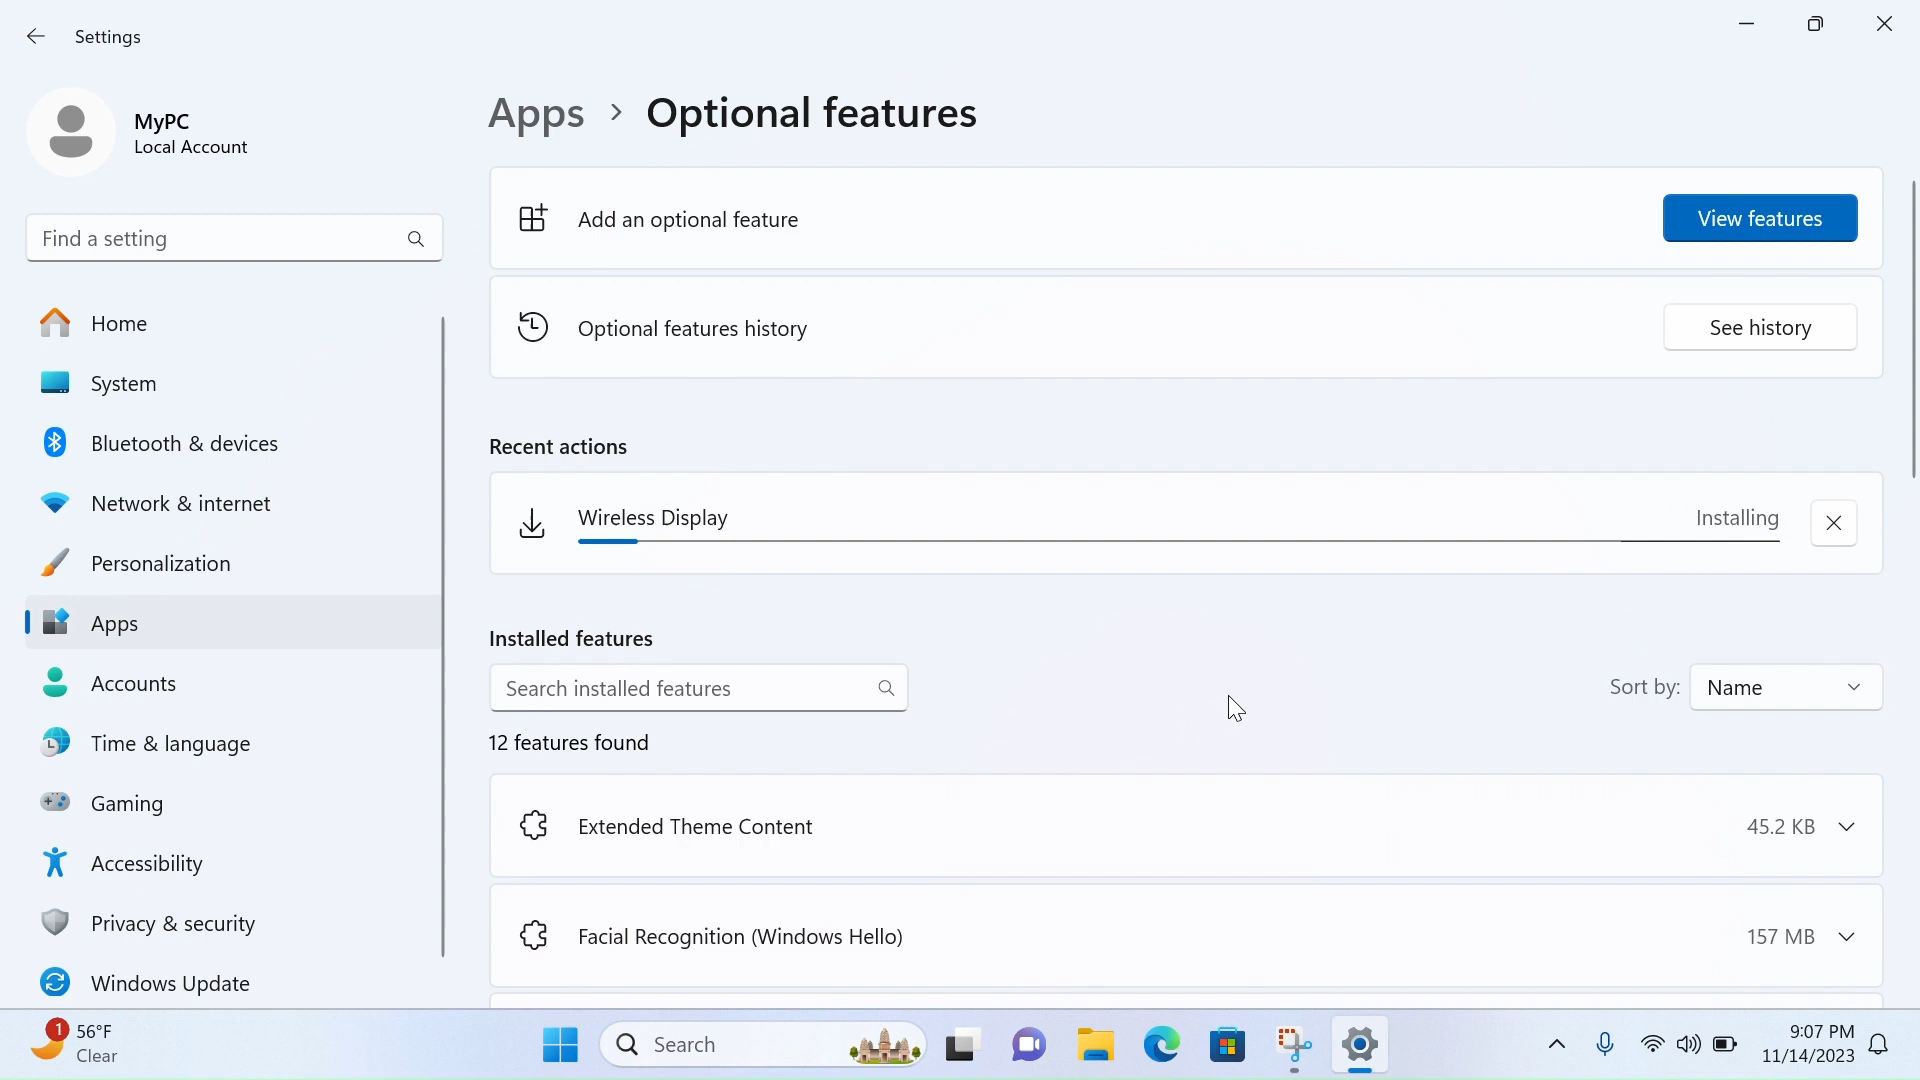 Settings
MyPC
Local Account
Find a setting
Home
System
Bluetooth & devices
Network & internet
Personalization
Apps
Accounts
Time & language
Gaming
Accessibility
Privacy & security
Windows Update
Apps > Optional features
Add an optional feature
View features
Optional features history
See history
Recent actions
Wireless Display
Installing
Installed features
Search installed features
Sort by: Name
12 features found
Extended Theme Content
45.2 KB
Facial Recognition (Windows Hello)
157 MB
1
56°F
Clear
Search
9:07 PM
11/14/2023